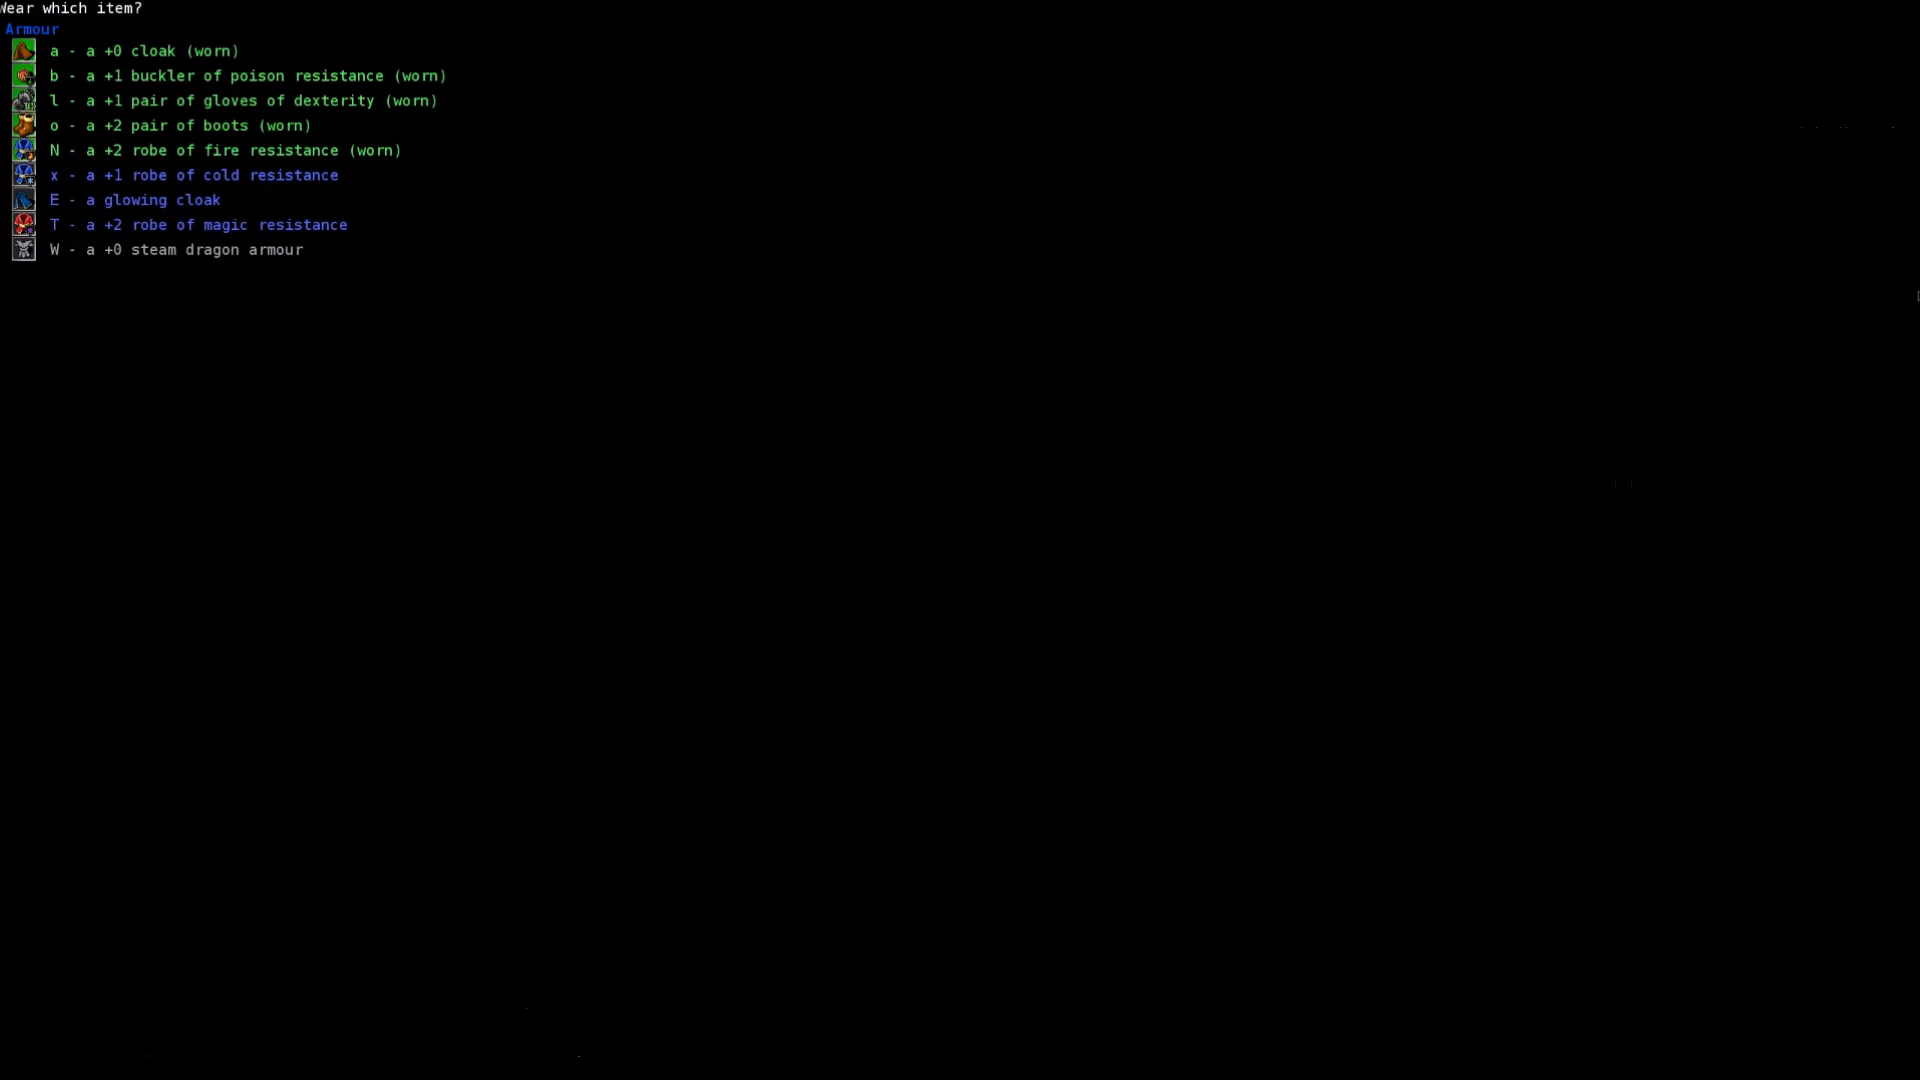 Wear which item?
Armour
a - a +0 cloak (worn)
b - a +1 buckler of poison resistance (worn)
l - a +1 pair of gloves of dexterity (worn)
o - a +2 pair of boots (worn)
N - a +2 robe of fire resistance (worn)
x - a +1 robe of cold resistance
E - a glowing cloak
T - a +2 robe of magic resistance
W - a +0 steam dragon armour